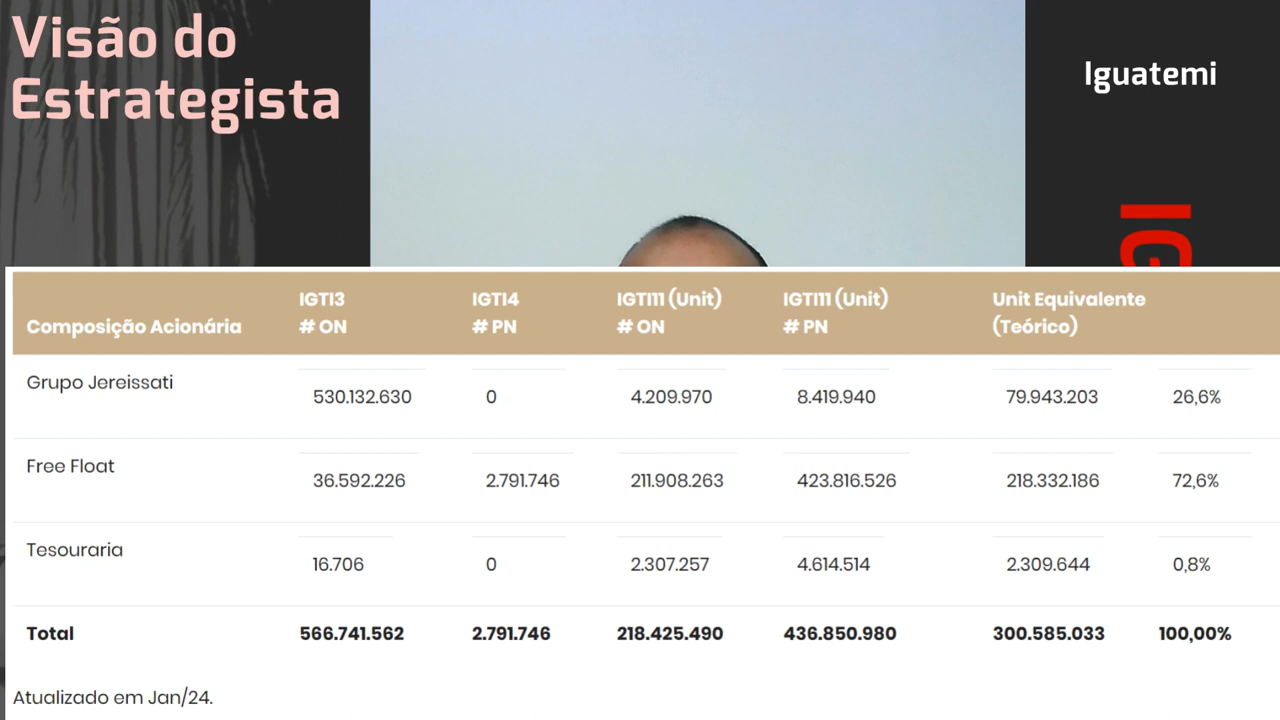 Visão do
Estrategista
Iguatemi
IG
Composição Acionária IGTI3 # ON IGTI4 # PN IGTI11 (Unit) # ON IGTI11 (Unit) # PN Unit Equivalente (Teórico)
Grupo Jereissati 530.132.630 0 4.209.970 8.419.940 79.943.203 26,6%
Free Float 36.592.226 2.791.746 211.908.263 423.816.526 218.332.186 72,6%
Tesouraria 16.706 0 2.307.257 4.614.514 2.309.644 0,8%
Total 566.741.562 2.791.746 218.425.490 436.850.980 300.585.033 100,00%
Atualizado em Jan/24.